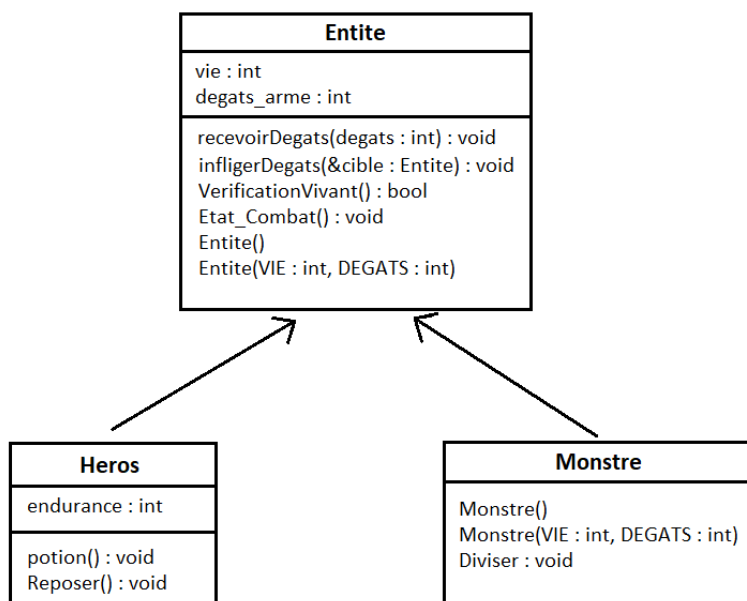 Entite
vie : int
degats_arme : int
recevoirDegats(degats : int) : void
infligerDegats(&cible : Entite) : void
VerificationVivant() : bool
Etat_Combat() : void
Entite()
Entite(VIE : int, DEGATS : int)
Heros
endurance : int
potion() : void
Reposer() : void
Monstre
Monstre()
Monstre(VIE : int, DEGATS : int)
Diviser : void